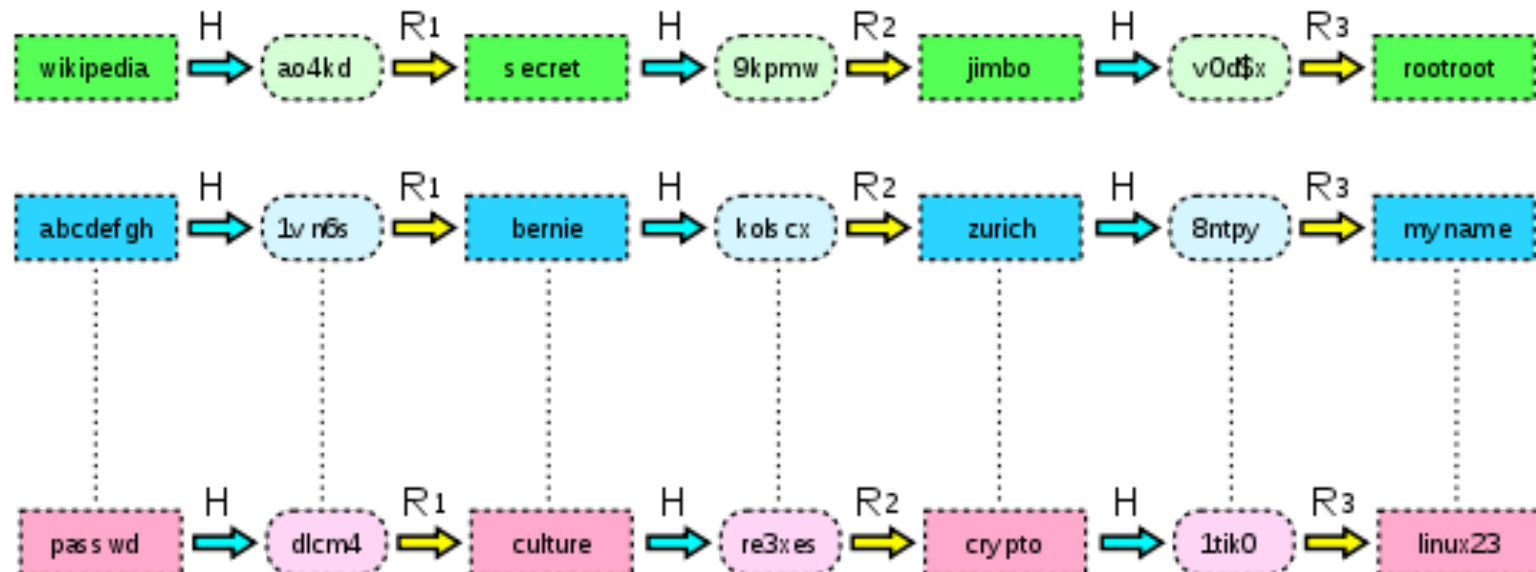 H R1 H R2 H R3
wikipedia ao4kd secret 9kpmw jimbo v0d$x rootroot
H R1 H R2 H R3
abcdefgh 1vn6s bernie kolscx zurich 8ntpy myname
H R1 H R2 H R3
passwd dlcm4 culture re3xes crypto 1tik0 linux23